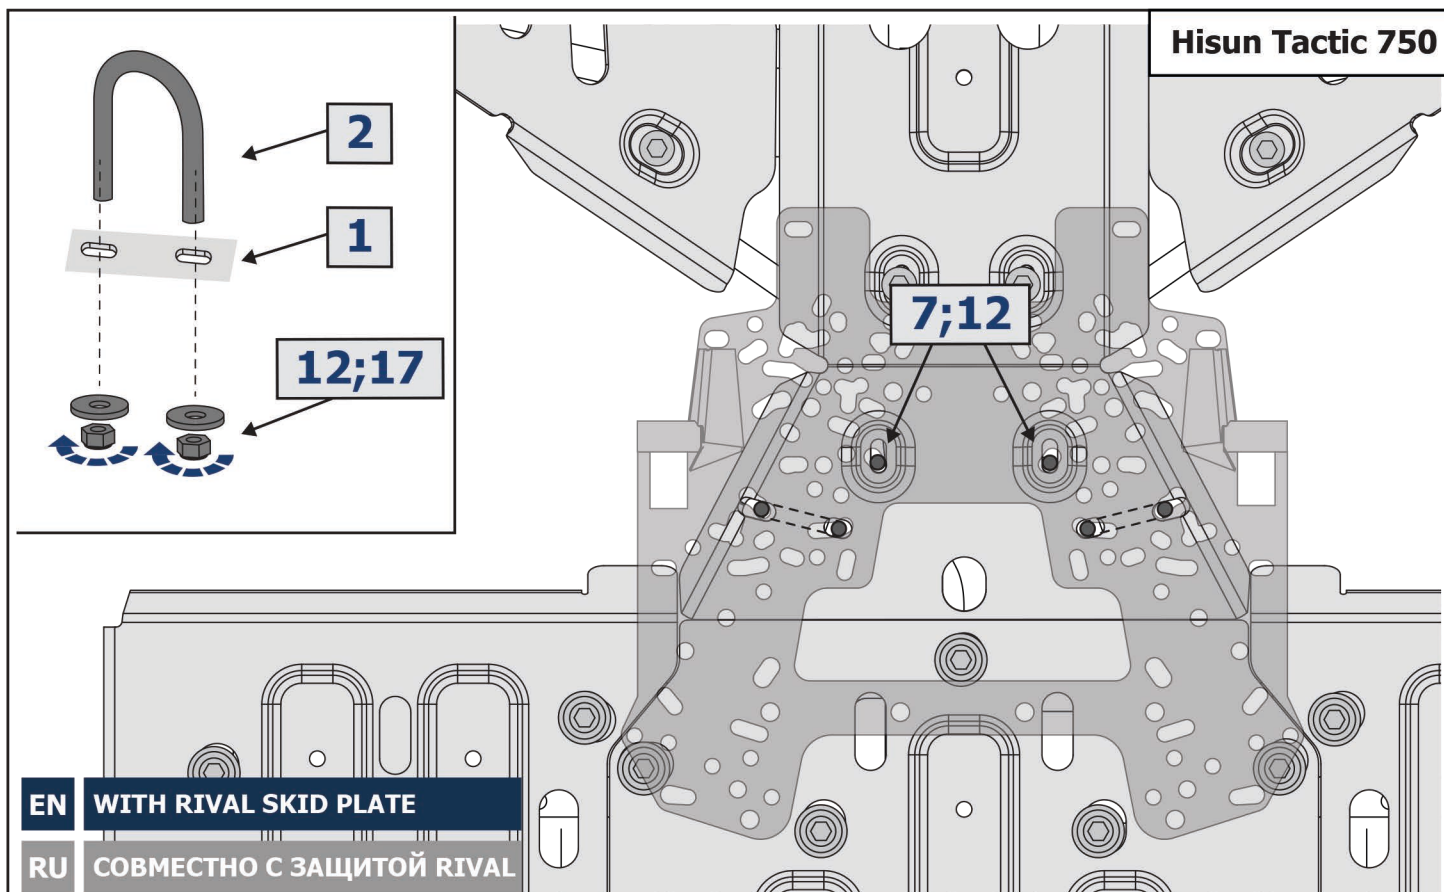 Hisun Tactic 750
2
1
12;17
7;12
EN WITH RIVAL SKID PLATE
RU СОВМЕСТНО С ЗАЩИТОЙ RIVAL